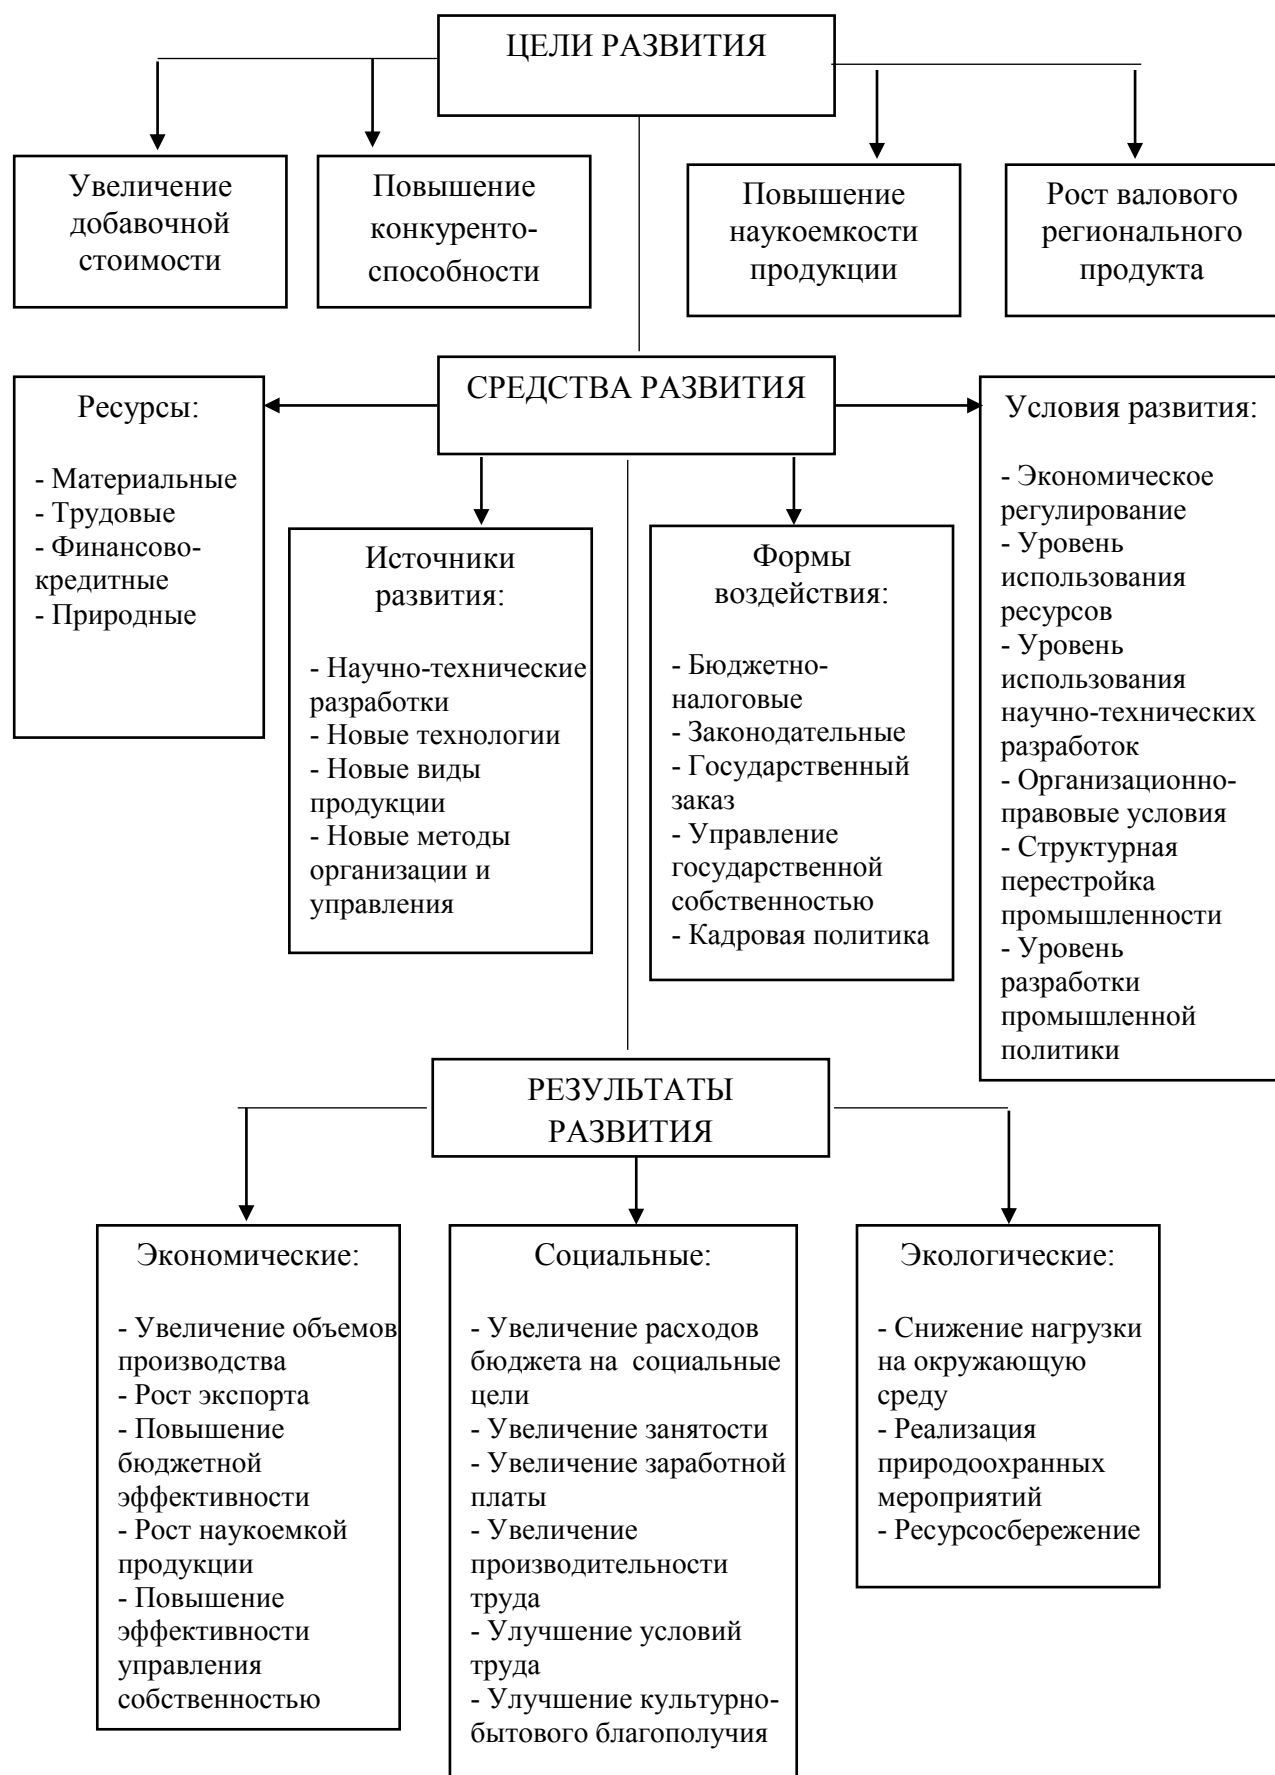 ЦЕЛИ РАЗВИТИЯ
Увеличение
добавочной
стоимости
Повышение
конкуренто-
способности
Повышение
наукоемкости
продукции
Рост валового
регионального
продукта
СРЕДСТВА РАЗВИТИЯ
Ресурсы:
- Материальные
- Трудовые
- Финансово-
кредитные
- Природные
Источники
развития:
- Научно-технические
разработки
- Новые технологии
- Новые виды
продукции
- Новые методы
организации и
управления
Формы
воздействия:
- Бюджетно-
налоговые
- Законодательные
- Государственный
заказ
- Управление
государственной
собственностью
- Кадровая политика
Условия развития:
- Экономическое
регулирование
- Уровень
использования
ресурсов
- Уровень
использования
научно-технических
разработок
- Организационно-
правовые условия
- Структурная
перестройка
промышленности
- Уровень
разработки
промышленной
политики
РЕЗУЛЬТАТЫ
РАЗВИТИЯ
Экономические:
- Увеличение объемов
производства
- Рост экспорта
- Повышение
бюджетной
эффективности
- Рост наукоемкой
продукции
- Повышение
эффективности
управления
собственностью
Социальные:
- Увеличение расходов
бюджета на социальные
цели
- Увеличение занятости
- Увеличение заработной
платы
- Увеличение
производительности
труда
- Улучшение условий
труда
- Улучшение культурно-
бытового благополучия
Экологические:
- Снижение нагрузки
на окружающую
среду
- Реализация
природоохранных
мероприятий
- Ресурсосбережение